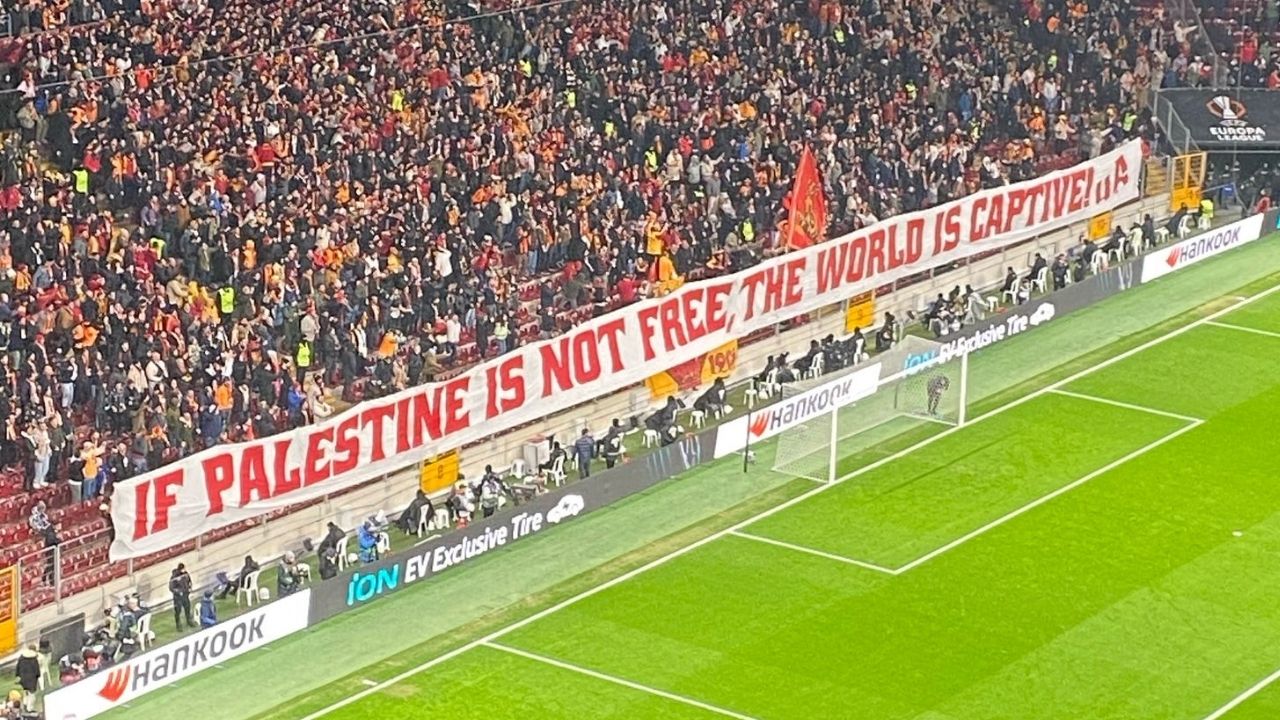 IF PALESTINE IS NOT FREE, THE WORLD IS CAPTIVE! uA
UEFA
EUROPA
LEAGUE
HANKOOK
iON EV Exclusive Tire
HANKOOK
iON EV Exclusive Tire
HANKOOK